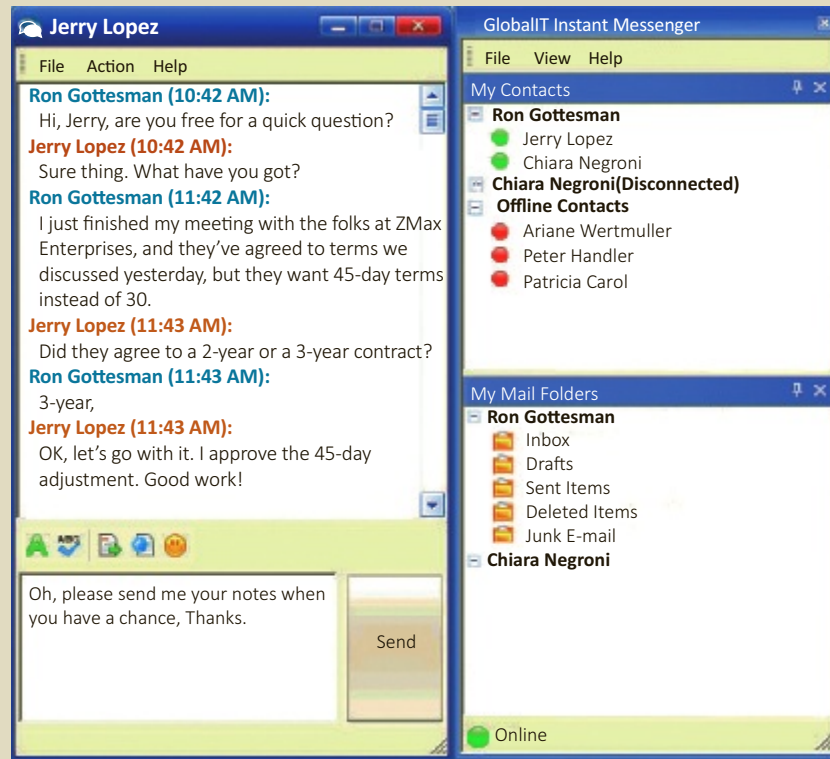 Jerry Lopez
File Action Help
Ron Gottesman (10:42 AM):
Hi, Jerry, are you free for a quick question?
Jerry Lopez (10:42 AM):
Sure thing. What have you got?
Ron Gottesman (11:42 AM):
I just finished my meeting with the folks at ZMax
Enterprises, and they’ve agreed to terms we
discussed yesterday, but they want 45-day terms
instead of 30.
Jerry Lopez (11:43 AM):
Did they agree to a 2-year or a 3-year contract?
Ron Gottesman (11:43 AM):
3-year,
Jerry Lopez (11:43 AM):
OK, let’s go with it. I approve the 45-day
adjustment. Good work!
A ABC
Oh, please send me your notes when
you have a chance, Thanks.
Send
GlobalIT Instant Messenger
File View Help
My Contacts
Ron Gottesman
Jerry Lopez
Chiara Negroni
Chiara Negroni(Disconnected)
Offline Contacts
Ariane Wertmuller
Peter Handler
Patricia Carol
My Mail Folders
Ron Gottesman
Inbox
Drafts
Sent Items
Deleted Items
Junk E-mail
Chiara Negroni
Online